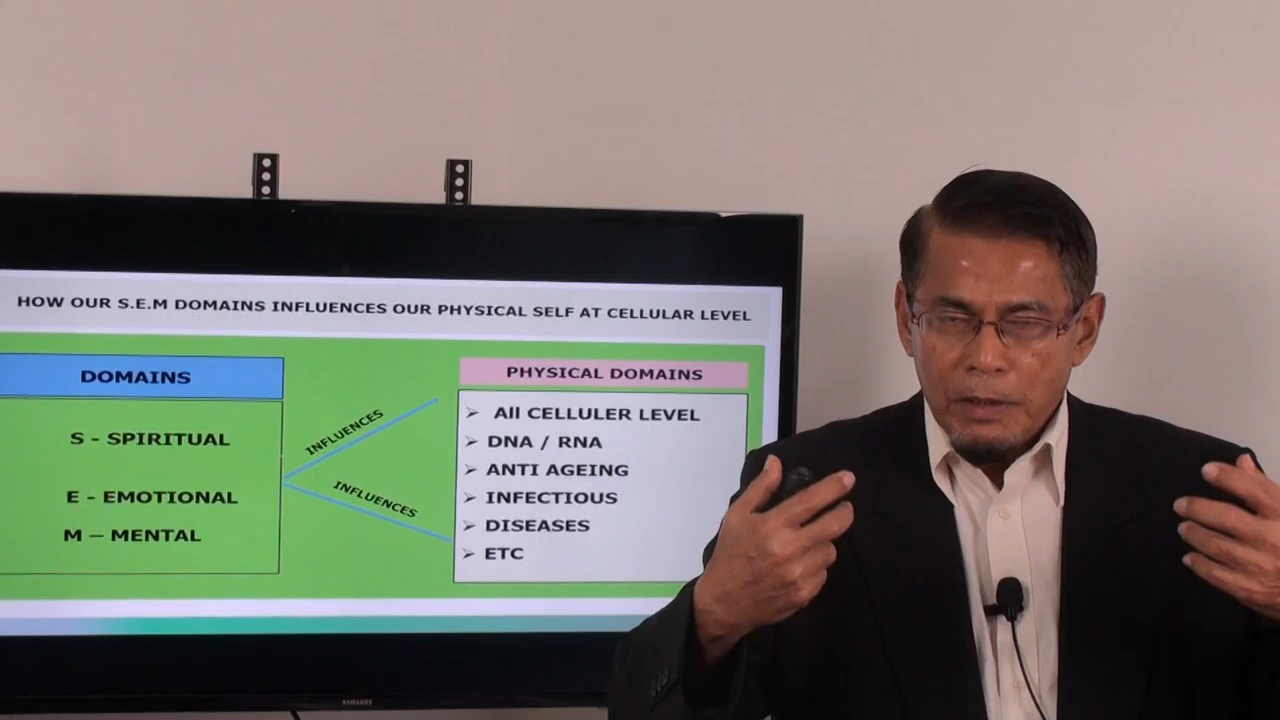 HOW OUR S.E.M DOMAINS INFLUENCES OUR PHYSICAL SELF AT CELLULAR LEVEL
DOMAINS
S - SPIRITUAL
E - EMOTIONAL
M – MENTAL
INFLUENCES
INFLUENCES
PHYSICAL DOMAINS
➢ All CELLULER LEVEL
➢ DNA / RNA
➢ ANTI AGEING
➢ INFECTIOUS
➢ DISEASES
➢ ETC
SAMSUNG